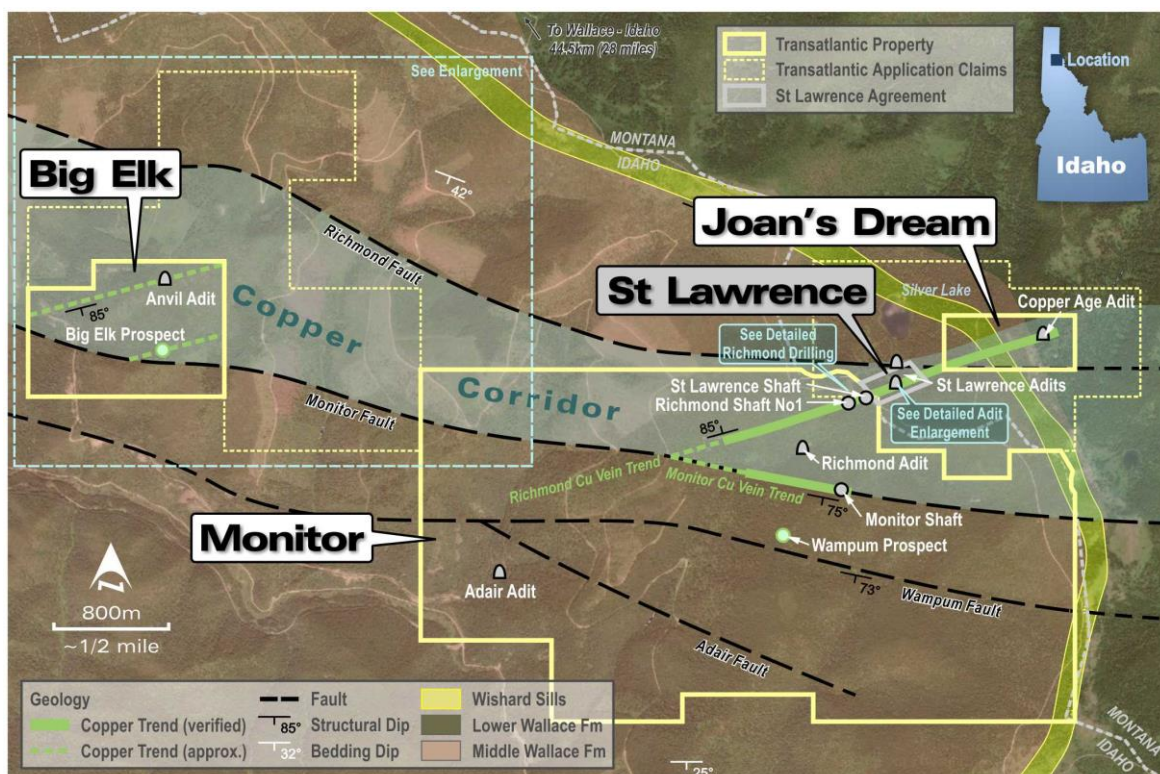 To Wallace - Idaho
44.5km (28 miles)
See Enlargement
Transatlantic Property
Transatlantic Application Claims
St Lawrence Agreement
Location
Idaho
MONTANA
IDAHO
42°
Big Elk
Joan's Dream
Richmond Fault
St Lawrence
Silver Lake
Copper Age Adit
Anvil Adit
85°
Big Elk Prospect
Copper
Corridor
See Detailed
Richmond Drilling
St Lawrence Shaft
Richmond Shaft No1
St Lawrence Adits
See Detailed Adit
Enlargement
Monitor Fault
85°
Richmond Adit
Richmond Cu Vein Trend
Monitor Cu Vein Trend
75°
Monitor Shaft
Monitor
Wampum Prospect
Adair Adit
73°
Wampum Fault
Adair Fault
N
800m
~1/2 mile
Geology
Copper Trend (verified)
Copper Trend (approx.)
Fault
85° Structural Dip
32° Bedding Dip
Wishard Sills
Lower Wallace Fm
Middle Wallace Fm
25°
MONTANA
IDAHO